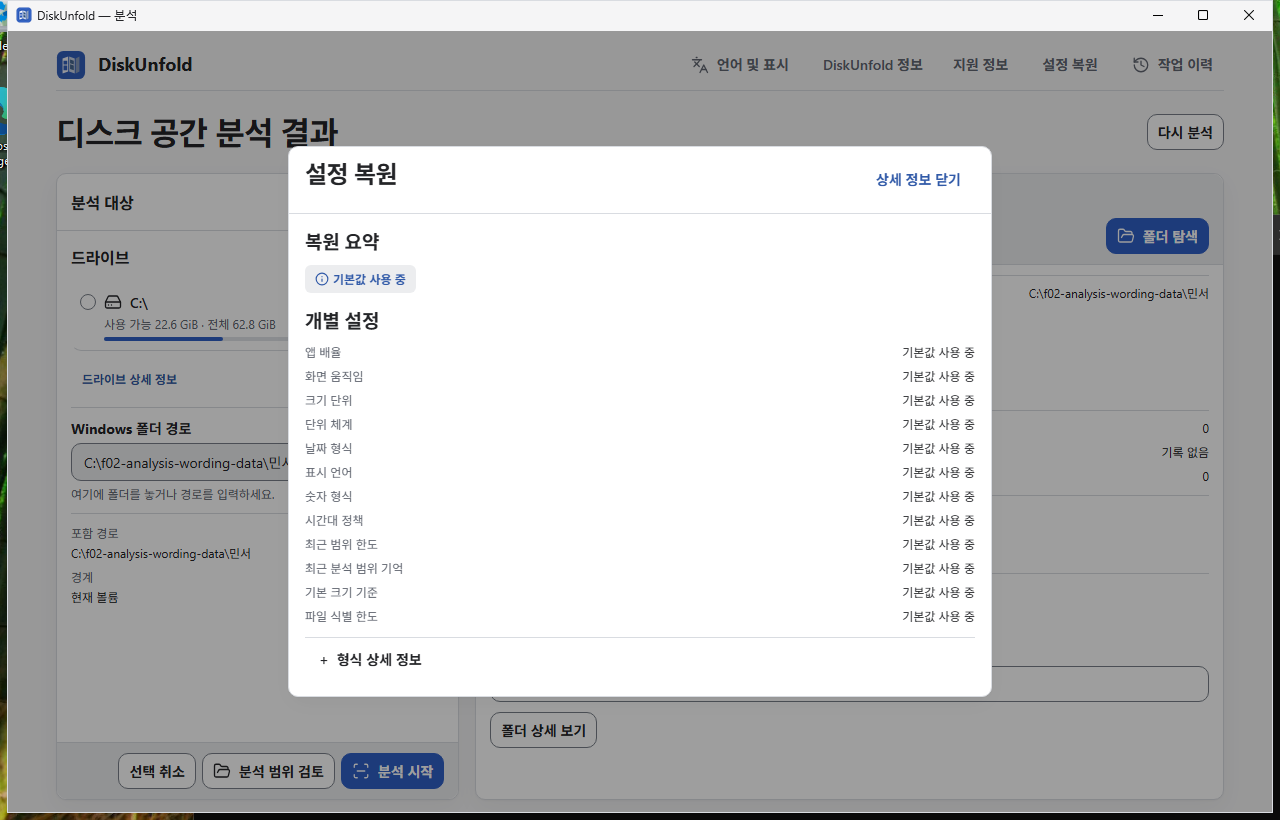 DiskUnfold — 분석
DiskUnfold
언어 및 표시
DiskUnfold 정보
지원 정보
설정 복원
작업 이력
디스크 공간 분석 결과
다시 분석
분석 대상
드라이브
C:\
사용 가능 22.6 GiB · 전체 62.8 GiB
드라이브 상세 정보
Windows 폴더 경로
C:\f02-analysis-wording-data\민서
여기에 폴더를 놓거나 경로를 입력하세요.
포함 경로
C:\f02-analysis-wording-data\민서
경계
현재 볼륨
선택 취소
분석 범위 검토
분석 시작
설정 복원
상세 정보 닫기
복원 요약
기본값 사용 중
개별 설정
앱 배율 기본값 사용 중
화면 움직임 기본값 사용 중
크기 단위 기본값 사용 중
단위 체계 기본값 사용 중
날짜 형식 기본값 사용 중
표시 언어 기본값 사용 중
숫자 형식 기본값 사용 중
시간대 정책 기본값 사용 중
최근 범위 한도 기본값 사용 중
최근 분석 범위 기억 기본값 사용 중
기본 크기 기준 기본값 사용 중
파일 식별 한도 기본값 사용 중
+ 형식 상세 정보
폴더 탐색
C:\f02-analysis-wording-data\민서
0
기록 없음
0
폴더 상세 보기